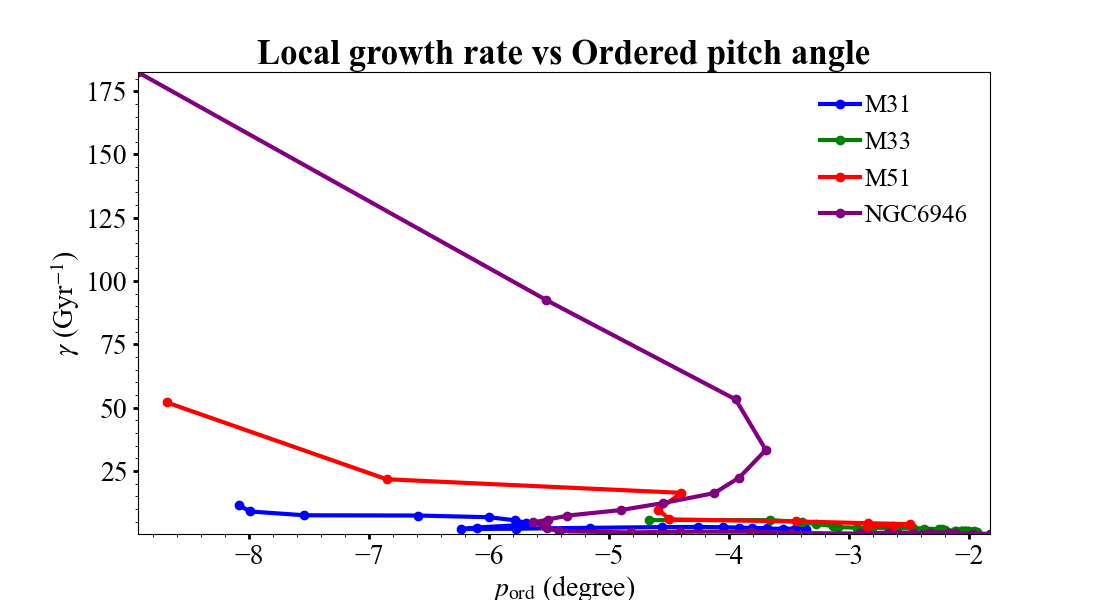 Local growth rate vs Ordered pitch angle
175
150
125
100
75
50
25
γ (Gyr⁻¹)
M31
M33
M51
NGC6946
−8 −7 −6 −5 −4 −3 −2
p_ord (degree)